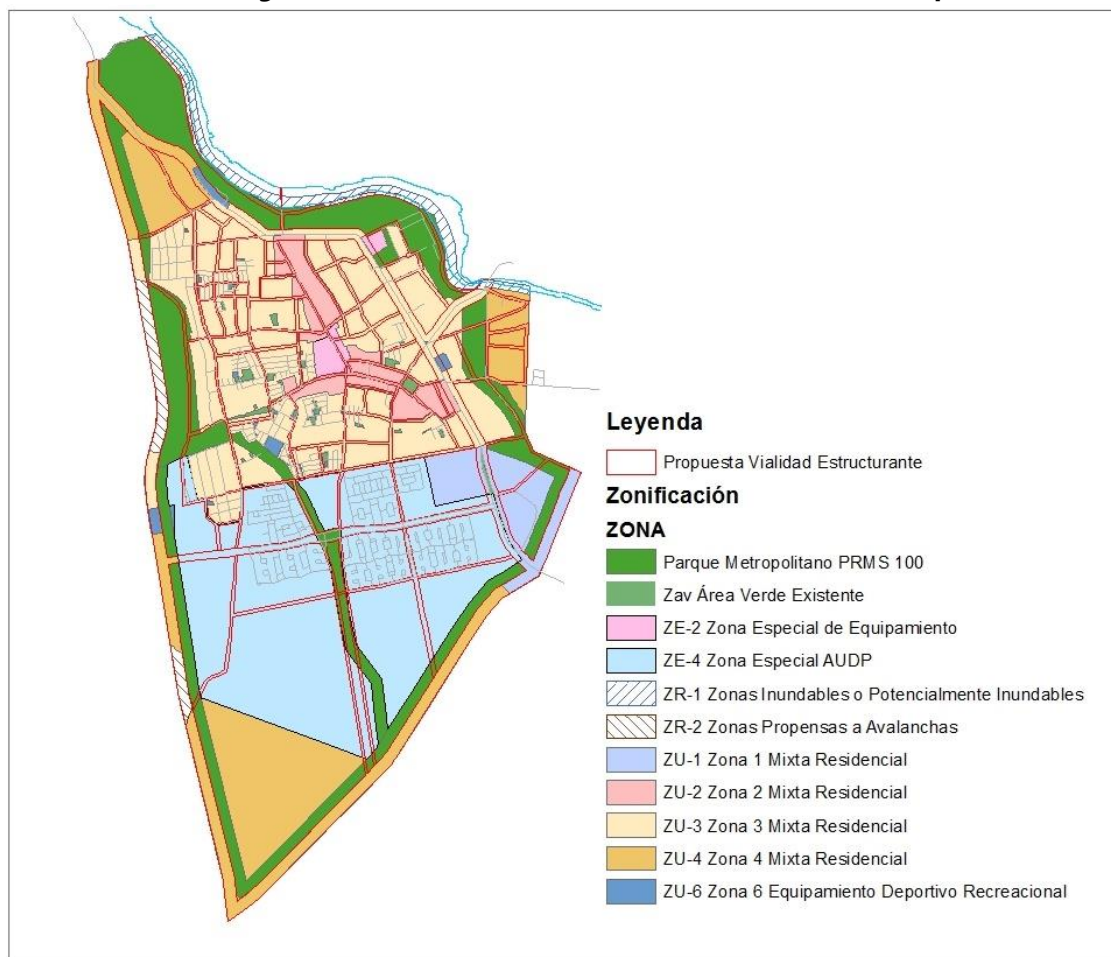 Leyenda
Propuesta Vialidad Estructurante
Zonificación
ZONA
Parque Metropolitano PRMS 100
Zav Área Verde Existente
ZE-2 Zona Especial de Equipamiento
ZE-4 Zona Especial AUDP
ZR-1 Zonas Inundables o Potencialmente Inundables
ZR-2 Zonas Propensas a Avalanchas
ZU-1 Zona 1 Mixta Residencial
ZU-2 Zona 2 Mixta Residencial
ZU-3 Zona 3 Mixta Residencial
ZU-4 Zona 4 Mixta Residencial
ZU-6 Zona 6 Equipamiento Deportivo Recreacional